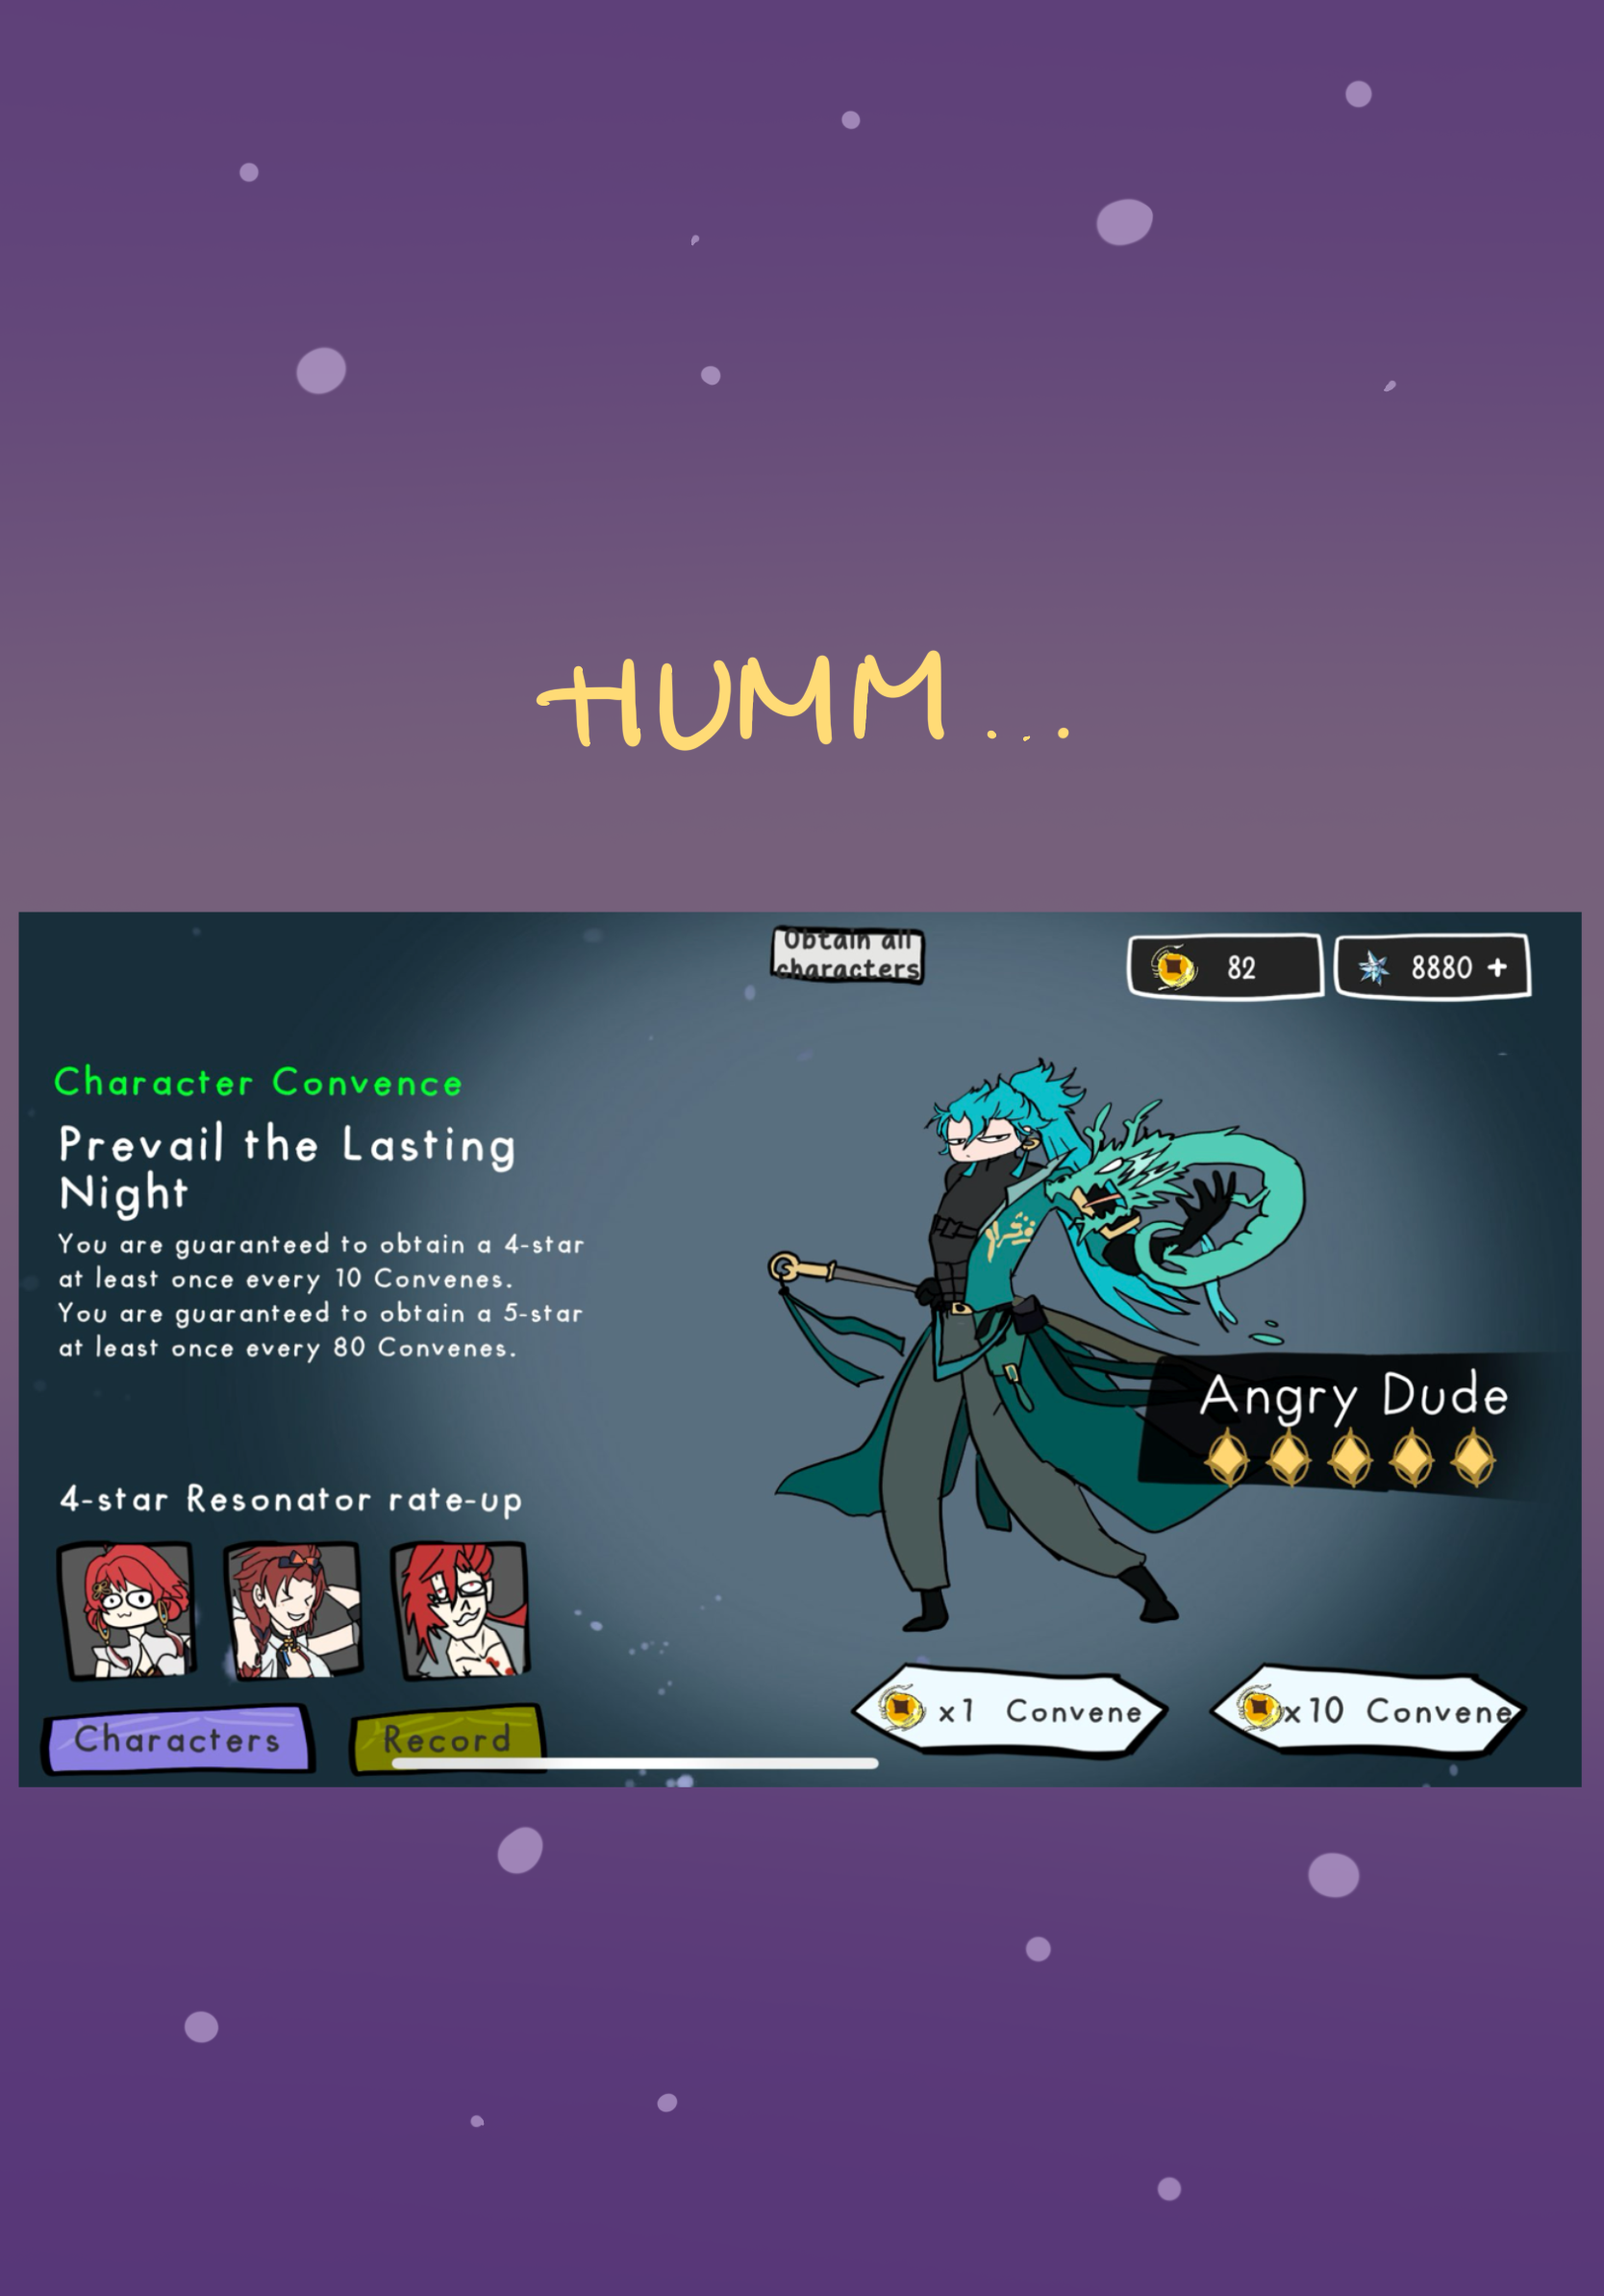 HUMM...
Obtain all
characters
82
8880 +
Character Convence
Prevail the Lasting
Night
You are guaranteed to obtain a 4-star
at least once every 10 Convenes.
You are guaranteed to obtain a 5-star
at least once every 80 Convenes.
Angry Dude
4-star Resonator rate-up
Characters
Record
x1 Convene
x10 Convene